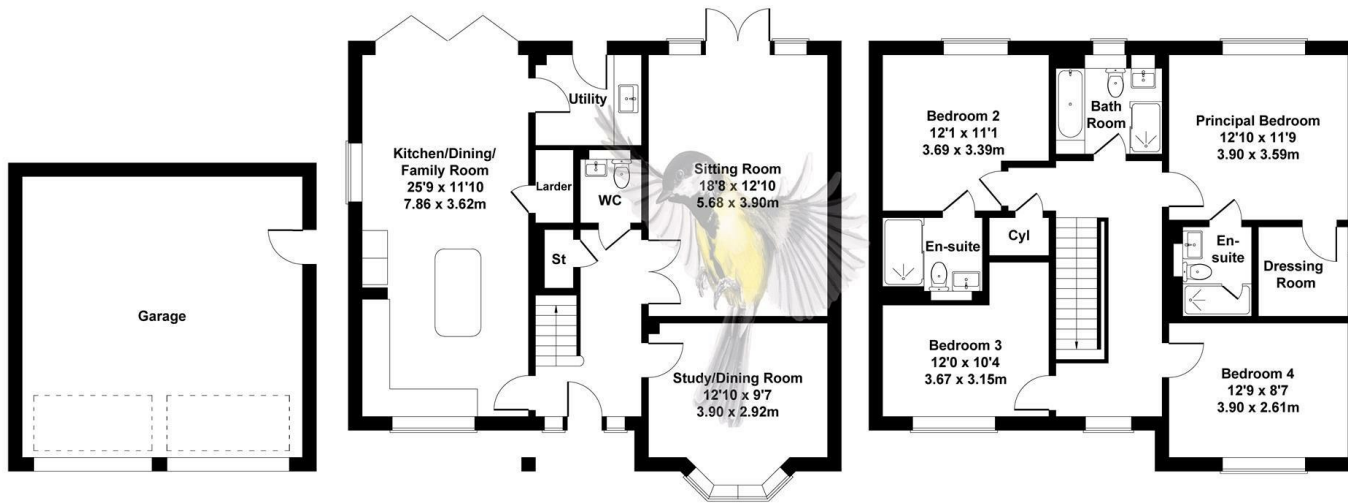 Garage
Kitchen/Dining/
Family Room
25'9 x 11'10
7.86 x 3.62m
Utility
Larder
WC
St
Sitting Room
18'8 x 12'10
5.68 x 3.90m
Study/Dining Room
12'10 x 9'7
3.90 x 2.92m
Bedroom 2
12'1 x 11'1
3.69 x 3.39m
Bath
Room
Principal Bedroom
12'10 x 11'9
3.90 x 3.59m
En-suite
Cyl
En-
suite
Dressing
Room
Bedroom 3
12'0 x 10'4
3.67 x 3.15m
Bedroom 4
12'9 x 8'7
3.90 x 2.61m